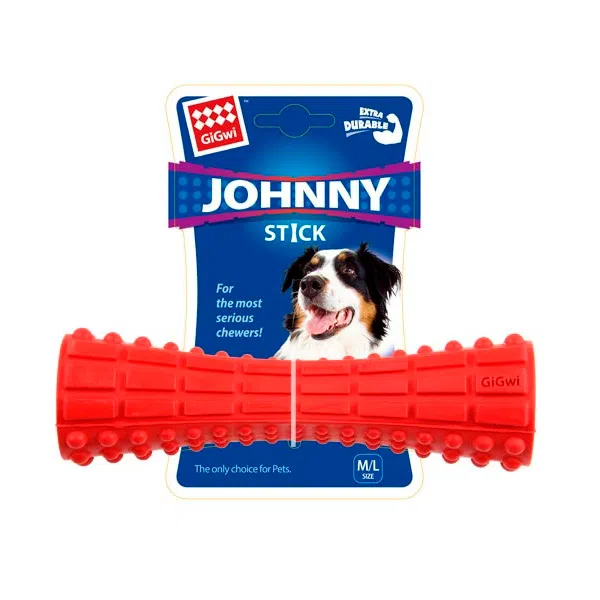 GiGwi
EXTRA
DURABLE
JOHNNY
STICK
For
the most
serious
chewers!
GiGwi
The only choice for Pets.
M/L
SIZE